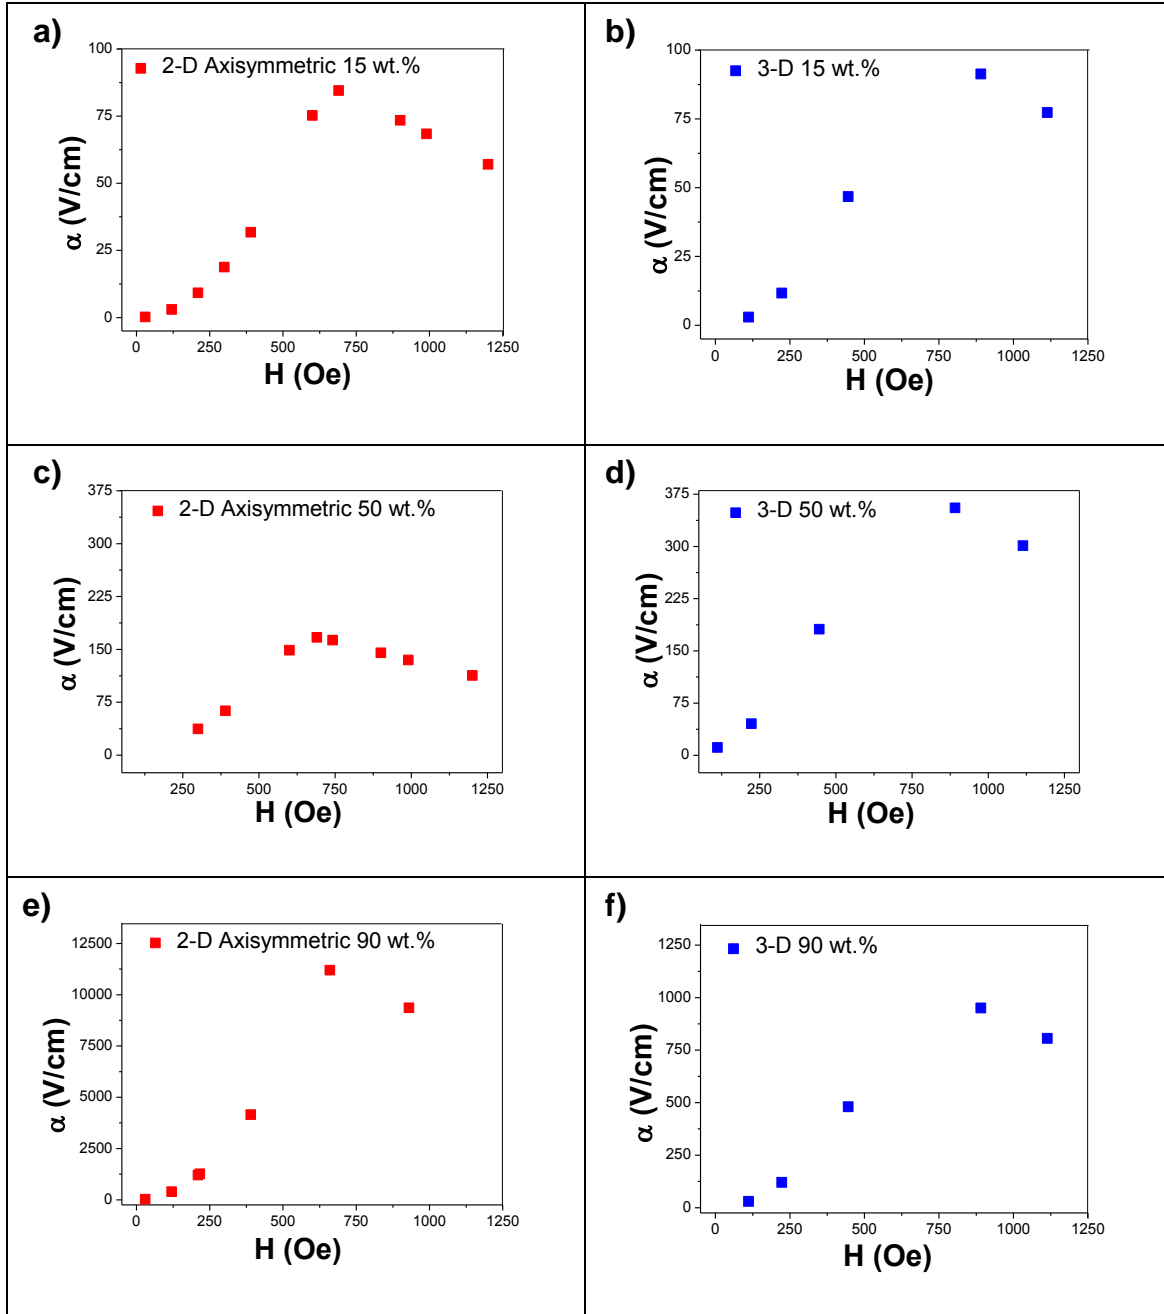 a)
2-D Axisymmetric 15 wt.%
100
75
50
25
0
α (V/cm)
0 250 500 750 1000 1250
H (Oe)
b)
3-D 15 wt.%
100
75
50
25
0
α (V/cm)
0 250 500 750 1000 1250
H (Oe)
c)
2-D Axisymmetric 50 wt.%
375
300
225
150
75
0
α (V/cm)
250 500 750 1000 1250
H (Oe)
d)
3-D 50 wt.%
375
300
225
150
75
0
α (V/cm)
250 500 750 1000 1250
H (Oe)
e)
2-D Axisymmetric 90 wt.%
12500
10000
7500
5000
2500
0
α (V/cm)
0 250 500 750 1000 1250
H (Oe)
f)
3-D 90 wt.%
1250
1000
750
500
250
0
α (V/cm)
0 250 500 750 1000 1250
H (Oe)